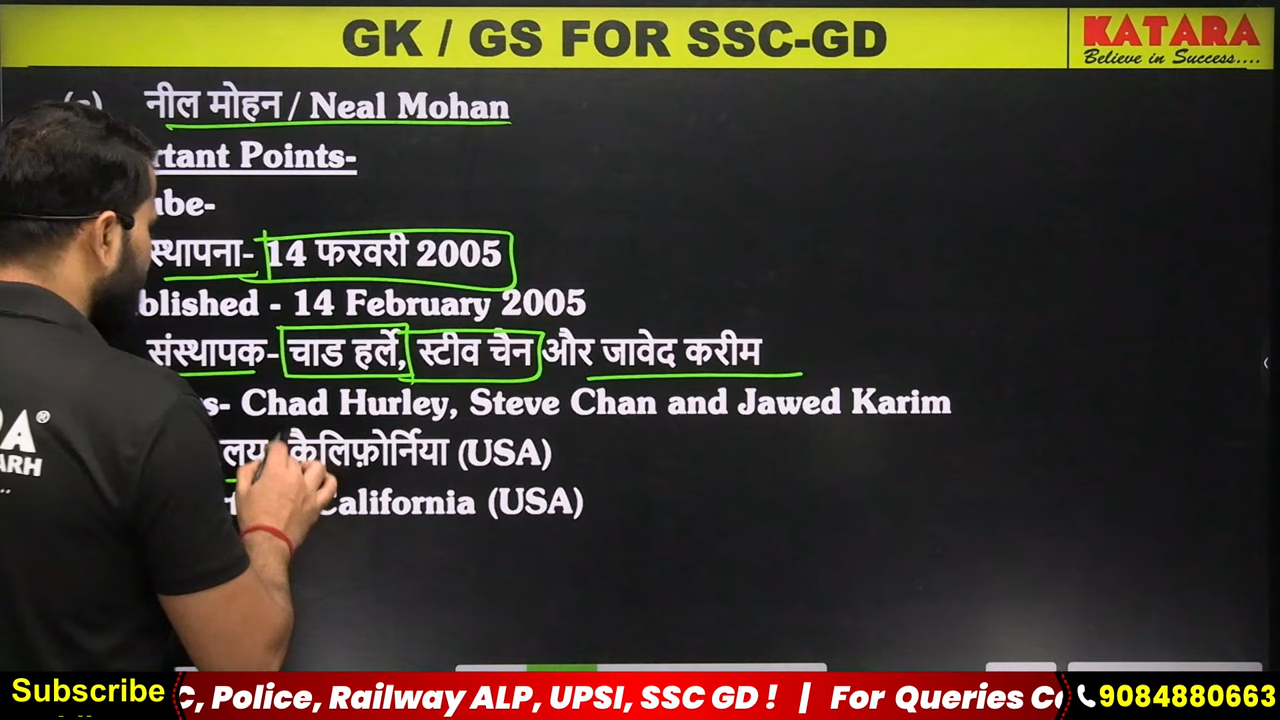 GK / GS FOR SSC-GD
KATARA
Believe in Success....
नील मोहन / Neal Mohan
rtant Points-
ube-
स्थापना- 14 फरवरी 2005
blished - 14 February 2005
संस्थापक- चाड हर्ले, स्टीव चैन और जावेद करीम
s- Chad Hurley, Steve Chan and Jawed Karim
लय कैलिफ़ोर्निया (USA)
California (USA)
A®
ARH
Subscribe
C, Police, Railway ALP, UPSI, SSC GD ! | For Queries C
9084880663